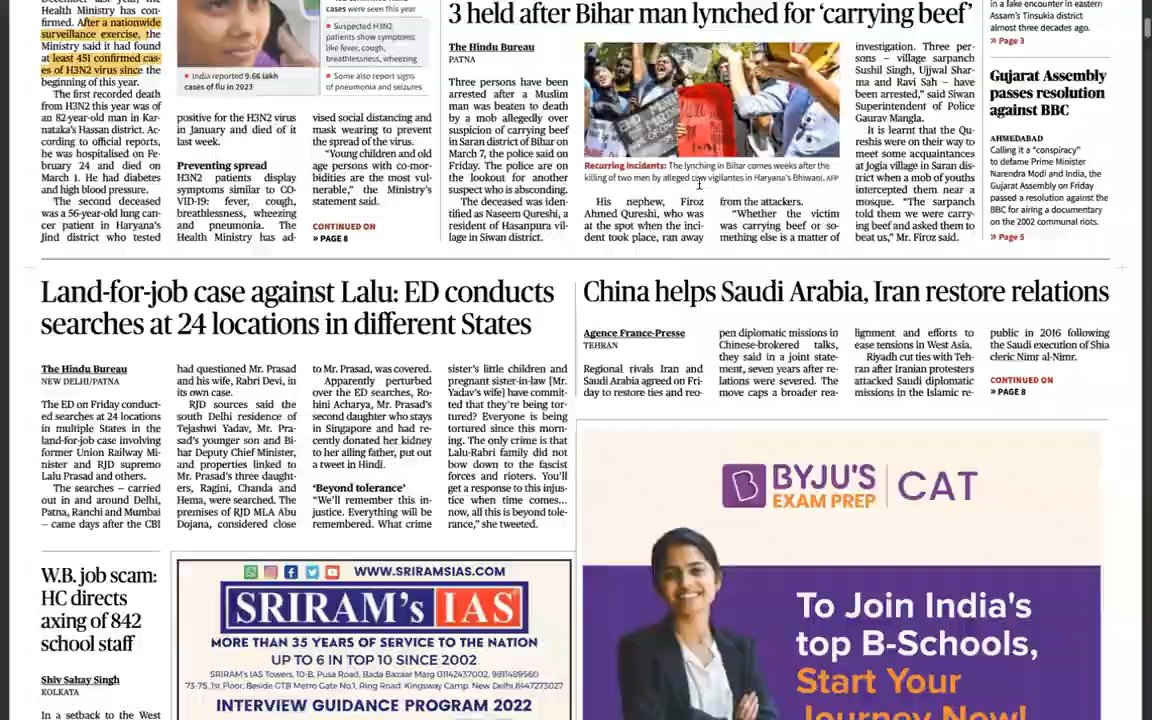 December last year, the
Health Ministry has con-
firmed. After a nationwide
surveillance exercise, the
Ministry said it had found
at least 451 confirmed cas-
es of H3N2 virus since the
beginning of this year.
The first recorded death
from H3N2 this year was of
an 82-year-old man in Kar-
nataka's Hassan district. Ac-
cording to official reports,
he was hospitalised on Fe-
bruary 24 and died on
March 1. He had diabetes
and high blood pressure.
The second deceased
was a 56-year-old lung can-
cer patient in Haryana's
Jind district who tested
India reported 9.66 lakh
cases of flu in 2023
cases were seen this year
Suspected H3N2
patients show symptoms
like fever, cough,
breathlessness, wheezing
Some also report signs
of pneumonia and seizures
positive for the H3N2 virus
in January and died of it
last week.
Preventing spread
H3N2 patients display
symptoms similar to CO-
VID-19: fever, cough,
breathlessness, wheezing
and pneumonia. The
Health Ministry has ad-
vised social distancing and
mask wearing to prevent
the spread of the virus.
"Young children and old
age persons with co-mor-
bidities are the most vul-
nerable," the Ministry's
statement said.
CONTINUED ON
» PAGE 8
3 held after Bihar man lynched for 'carrying beef'
The Hindu Bureau
PATNA
Three persons have been
arrested after a Muslim
man was beaten to death
by a mob allegedly over
suspicion of carrying beef
in Saran district of Bihar on
March 7, the police said on
Friday. The police are on
the lookout for another
suspect who is absconding.
The deceased was iden-
tified as Naseem Qureshi, a
resident of Hasanpura vil-
lage in Siwan district.
Recurring incidents: The lynching in Bihar comes weeks after the
killing of two men by alleged cow vigilantes in Haryana's Bhiwani. AFP
His nephew, Firoz
Ahmed Qureshi, who was
at the spot when the inci-
dent took place, ran away
from the attackers.
"Whether the victim
was carrying beef or so-
mething else is a matter of
investigation. Three per-
sons – village sarpanch
Sushil Singh, Ujjwal Shar-
ma and Ravi Sah – have
been arrested," said Siwan
Superintendent of Police
Gaurav Mangla.
It is learnt that the Qu-
reshis were on their way to
meet some acquaintances
at Jogia village in Saran dis-
trict when a mob of youths
intercepted them near a
mosque. "The sarpanch
told them we were carry-
ing beef and asked them to
beat us," Mr. Firoz said.
in a fake encounter in
Assam's Tinsukia district
almost three decades ago.
» Page 3
Gujarat Assembly
passes resolution
against BBC
AHMEDABAD
Calling it a "conspiracy"
to defame Prime Minister
Narendra Modi and India, the
Gujarat Assembly on Friday
passed a resolution against the
BBC for airing a documentary
on the 2002 communal riots.
» Page 5
Land-for-job case against Lalu: ED conducts
searches at 24 locations in different States
The Hindu Bureau
NEW DELHI/PATNA
The ED on Friday conduct-
ed searches at 24 locations
in multiple States in the
land-for-job case involving
former Union Railway Mi-
nister and RJD supremo
Lalu Prasad and others.
The searches – carried
out in and around Delhi,
Patna, Ranchi and Mumbai
– came days after the CBI
had questioned Mr. Prasad
and his wife, Rabri Devi, in
its own case.
RJD sources said the
south Delhi residence of
Tejashwi Yadav, Mr. Pra-
sad's younger son and Bi-
har Deputy Chief Minister,
and properties linked to
Mr. Prasad's three daught-
ers, Ragini, Chanda and
Hema, were searched. The
premises of RJD MLA Abu
Dojana, considered close
to Mr. Prasad, was covered.
Apparently perturbed
over the ED searches, Ro-
hini Acharya, Mr. Prasad's
second daughter who stays
in Singapore and had re-
cently donated her kidney
to her ailing father, put out
a tweet in Hindi.
'Beyond tolerance'
"We'll remember this in-
justice. Everything will be
remembered. What crime
sister's little children and
pregnant sister-in-law [Mr.
Yadav's wife] have commit-
ted that they're being tor-
tured? Everyone is being
tortured since this morn-
ing. The only crime is that
Lalu-Rabri family did not
bow down to the fascist
forces and rioters. You'll
get a response to this injus-
tice when time comes...
now, all this is beyond tole-
rance," she tweeted.
China helps Saudi Arabia, Iran restore relations
Agence France-Presse
TEHRAN
Regional rivals Iran and
Saudi Arabia agreed on Fri-
day to restore ties and reo-
pen diplomatic missions in
Chinese-brokered talks,
they said in a joint state-
ment, seven years after re-
lations were severed. The
move caps a broader rea-
lignment and efforts to
ease tensions in West Asia.
Riyadh cut ties with Teh-
ran after Iranian protesters
attacked Saudi diplomatic
missions in the Islamic re-
public in 2016 following
the Saudi execution of Shia
cleric Nimr al-Nimr.
CONTINUED ON
» PAGE 8
W.B. job scam:
HC directs
axing of 842
school staff
Shiv Sahay Singh
KOLKATA
In a setback to the West
WWW.SRIRAMSIAS.COM
SRIRAM's IAS
MORE THAN 35 YEARS OF SERVICE TO THE NATION
UP TO 6 IN TOP 10 SINCE 2002
SRIRAM's IAS Towers, 10-B, Pusa Road, Bada Bazaar Marg 01142437002, 9811489560
73-75, 1st Floor, Beside GTB Metro Gate No.1, Ring Road. Kingsway Camp. New Delhi 8447273027
INTERVIEW GUIDANCE PROGRAM 2022
BYJU'S
EXAM PREP
CAT
To Join India's
top B-Schools,
Start Your
Journey Now!